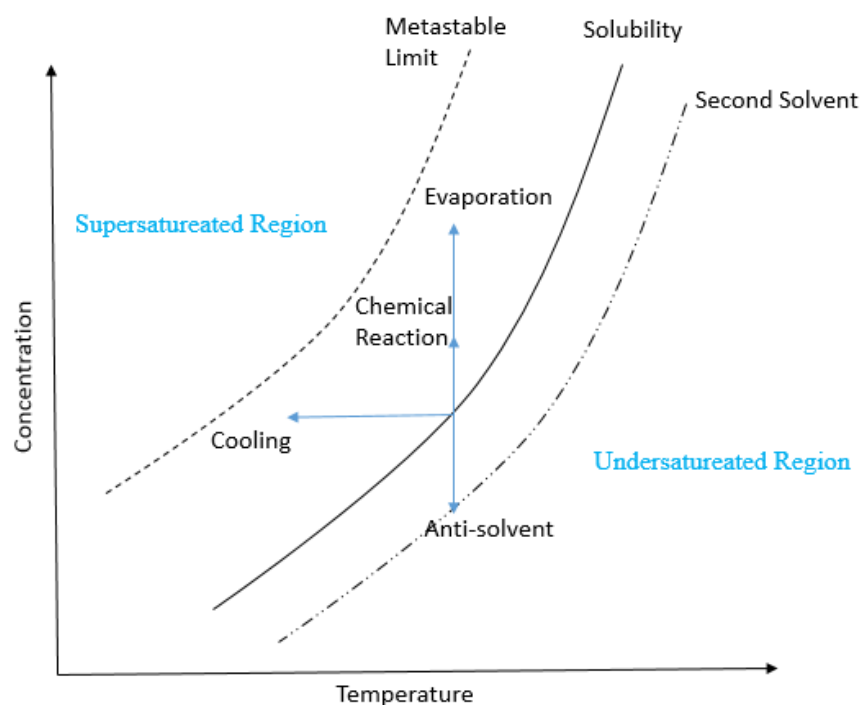 Metastable
Limit
Solubility
Second Solvent
Evaporation
Supersatureated Region
Chemical
Reaction
Concentration
Cooling
Undersatureated Region
Anti-solvent
Temperature